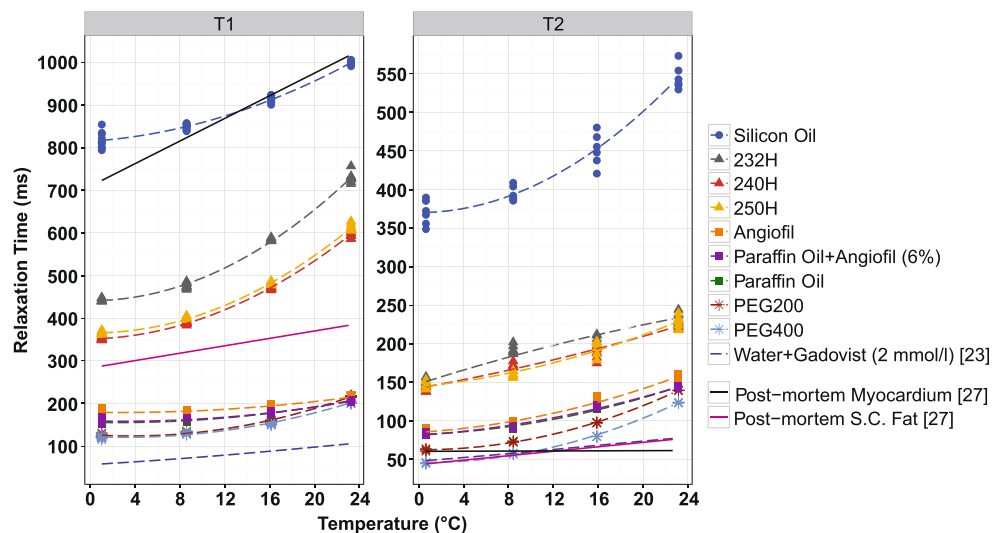 T1
T2
Relaxation Time (ms)
1000
900
800
700
600
500
400
300
200
100
550
500
450
400
350
300
250
200
150
100
50
0 4 8 12 16 20 24
0 4 8 12 16 20 24
Temperature (°C)
Silicon Oil
232H
240H
250H
Angiofil
Paraffin Oil+Angiofil (6%)
Paraffin Oil
PEG200
PEG400
Water+Gadovist (2 mmol/l) [23]
Post−mortem Myocardium [27]
Post−mortem S.C. Fat [27]